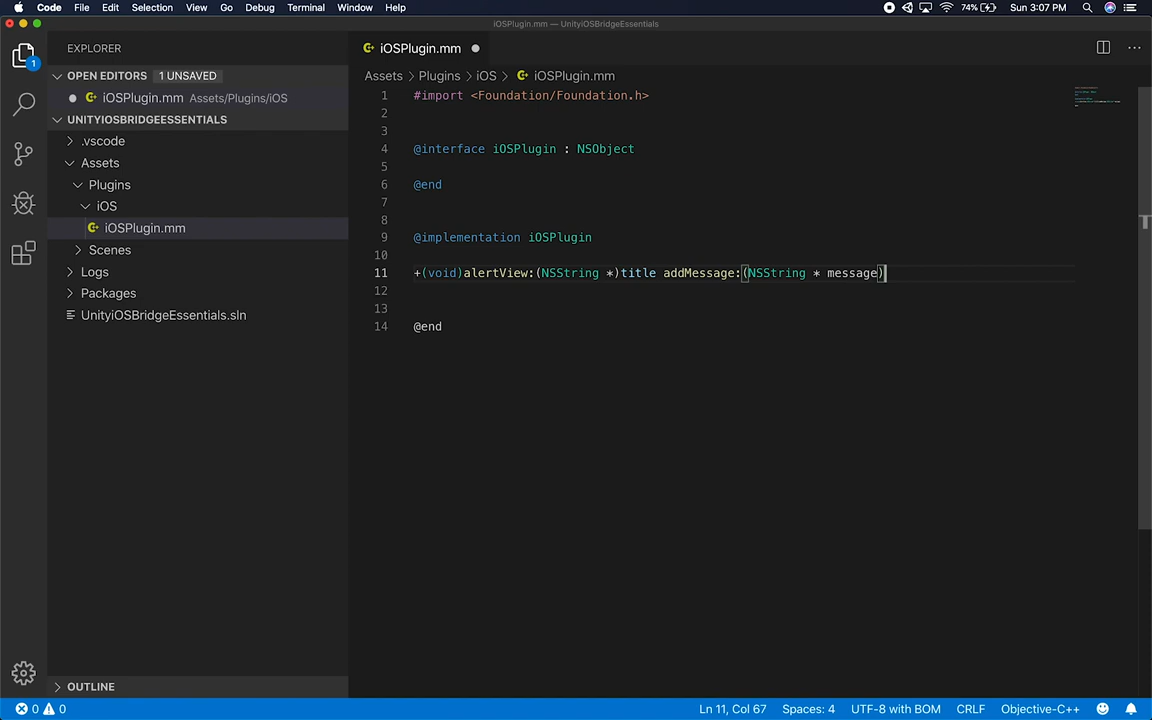 Code File Edit Selection View Go Debug Terminal Window Help 74% Sun 3:07 PM
iOSPlugin.mm — UnityiOSBridgeEssentials
EXPLORER
OPEN EDITORS 1 UNSAVED
iOSPlugin.mm Assets/Plugins/iOS
UNITYIOSBRIDGEESSENTIALS
.vscode
Assets
Plugins
iOS
iOSPlugin.mm
Scenes
Logs
Packages
UnityiOSBridgeEssentials.sln
OUTLINE
1
iOSPlugin.mm
Assets > Plugins > iOS > iOSPlugin.mm
1 #import <Foundation/Foundation.h>
2
3
4 @interface iOSPlugin : NSObject
5
6 @end
7
8
9 @implementation iOSPlugin
10
11 +(void)alertView:(NSString *)title addMessage:(NSString * message)
12
13
14 @end
0 0 Ln 11, Col 67 Spaces: 4 UTF-8 with BOM CRLF Objective-C++